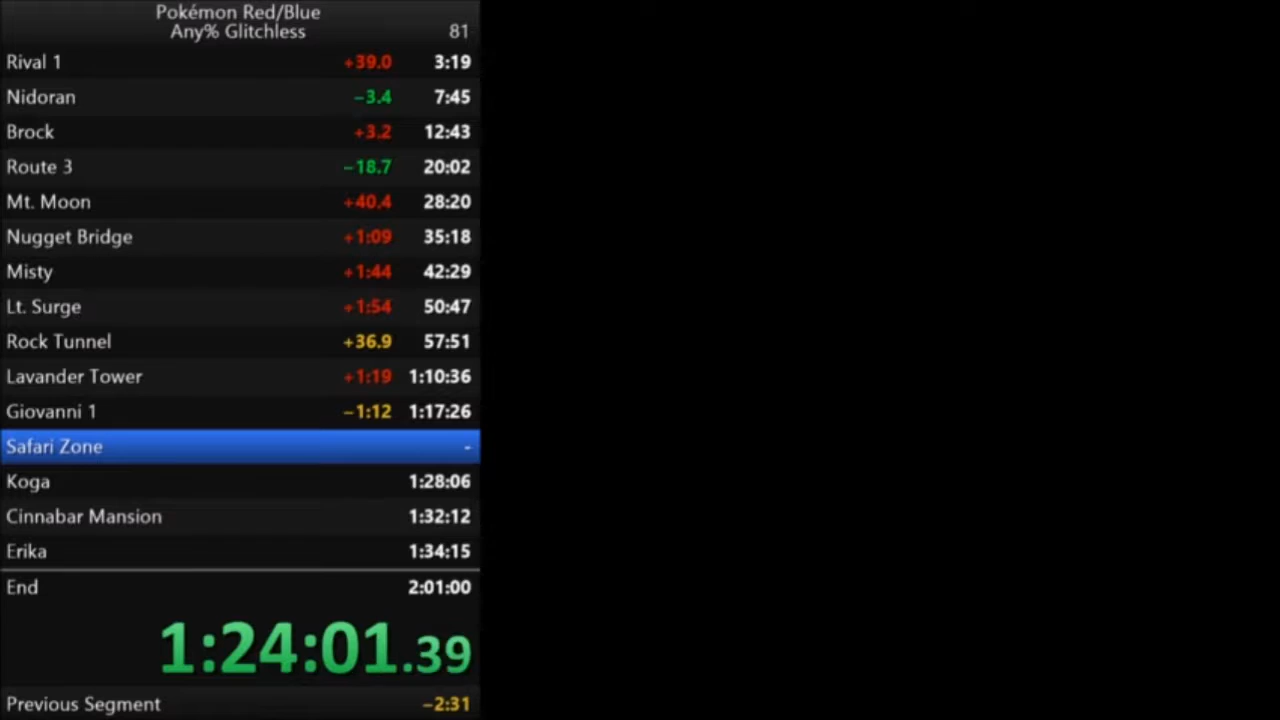 Pokémon Red/Blue
Any% Glitchless 81
Rival 1 +39.0 3:19
Nidoran −3.4 7:45
Brock +3.2 12:43
Route 3 −18.7 20:02
Mt. Moon +40.4 28:20
Nugget Bridge +1:09 35:18
Misty +1:44 42:29
Lt. Surge +1:54 50:47
Rock Tunnel +36.9 57:51
Lavander Tower +1:19 1:10:36
Giovanni 1 −1:12 1:17:26
Safari Zone -
Koga 1:28:06
Cinnabar Mansion 1:32:12
Erika 1:34:15
End 2:01:00
1:24:01.39
Previous Segment −2:31